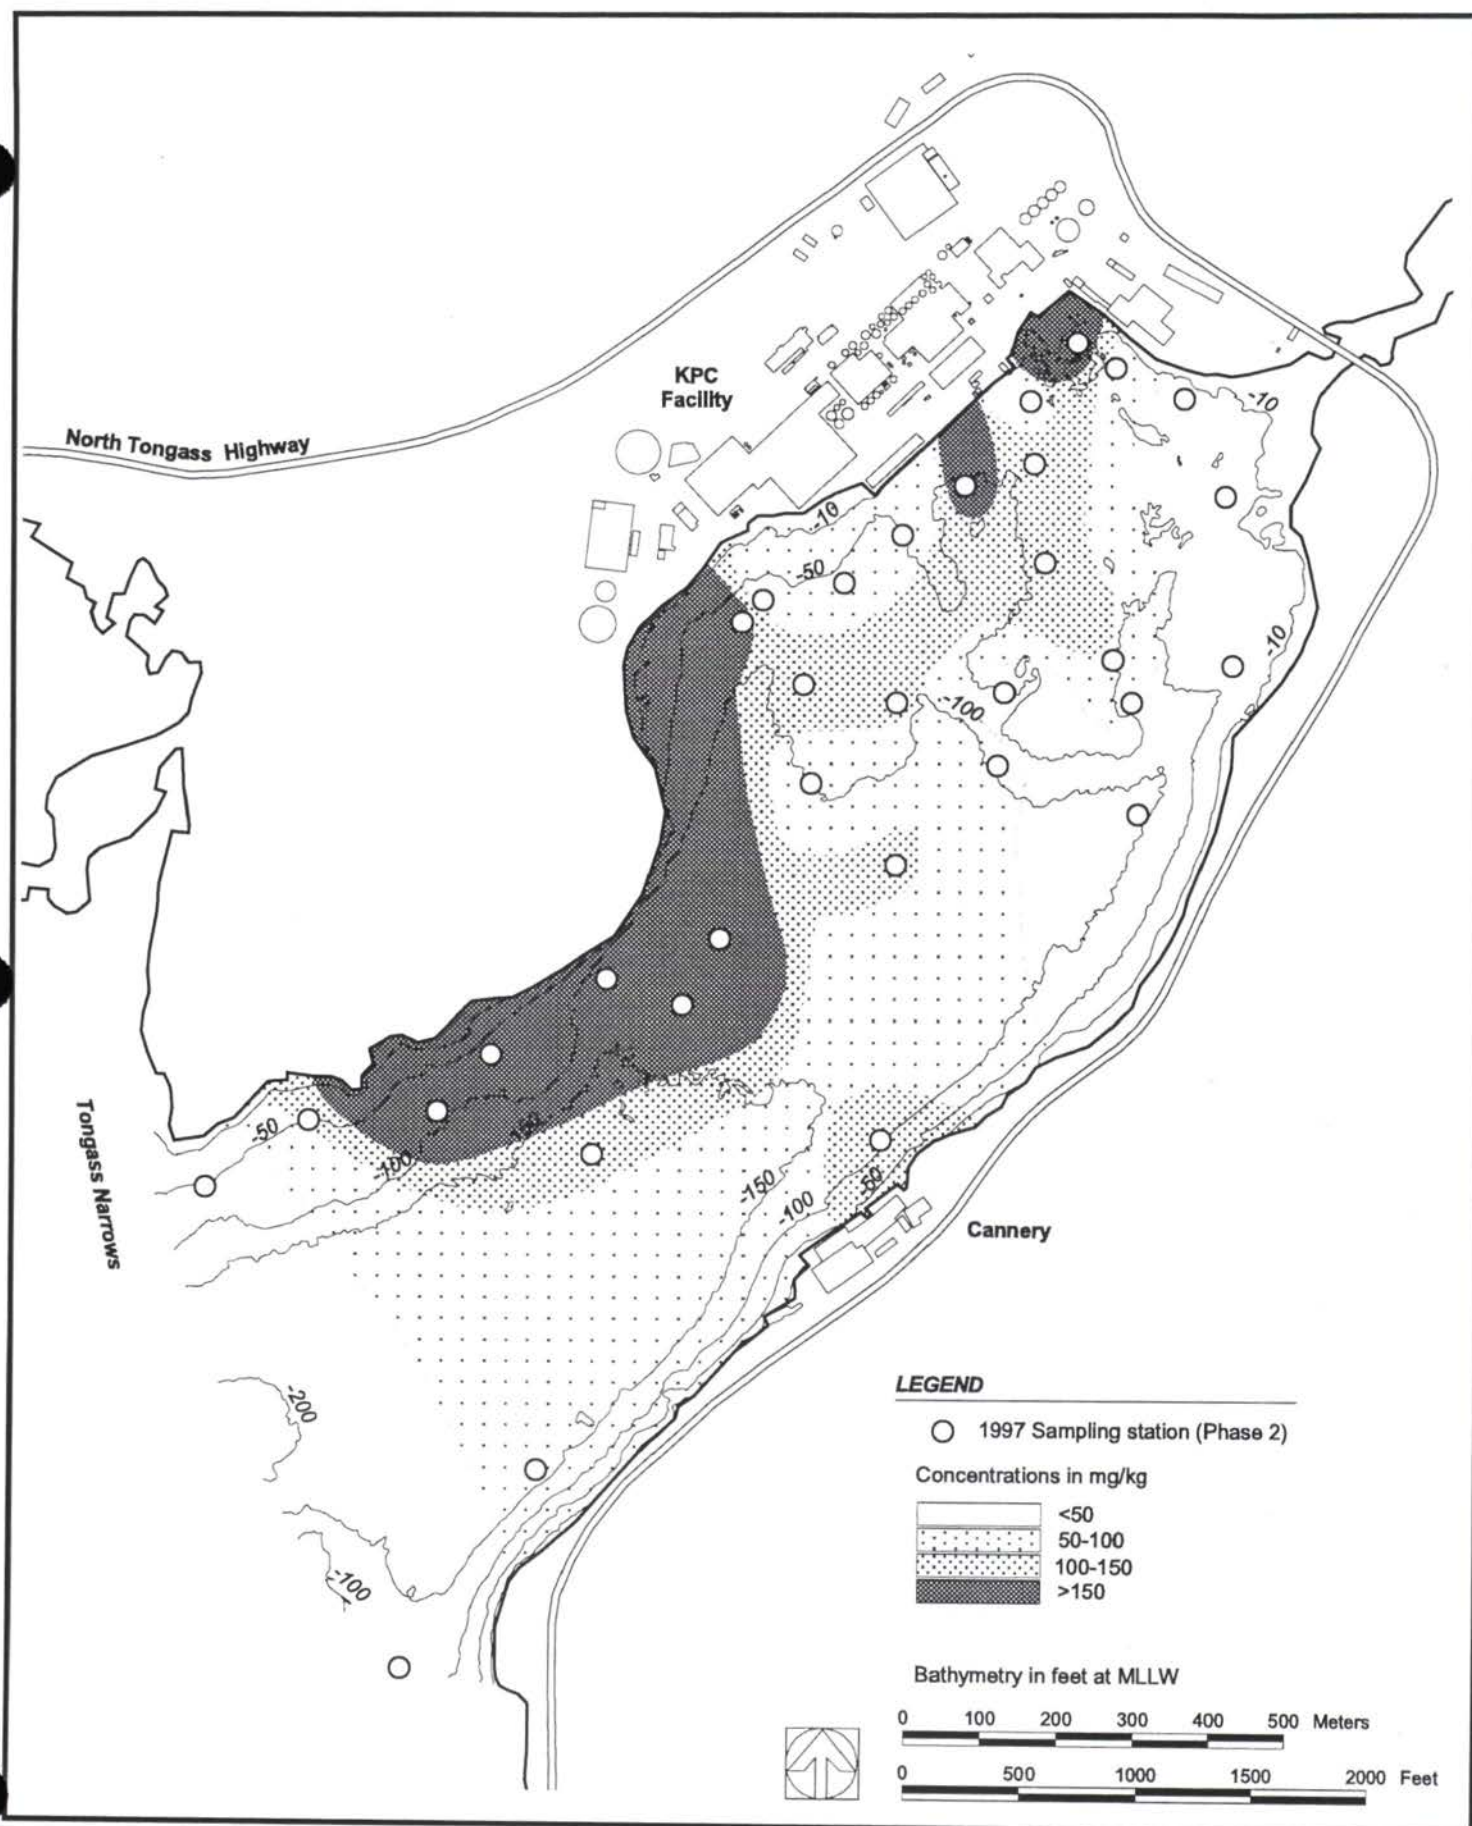 KPC
Facility
North Tongass Highway
-10
-10
-50
-10
-100
Tongass Narrows
-50
-100
150
-150
-100
-50
Cannery
-200
-100
LEGEND
1997 Sampling station (Phase 2)
Concentrations in mg/kg
<50
50-100
100-150
>150
Bathymetry in feet at MLLW
0 100 200 300 400 500 Meters
0 500 1000 1500 2000 Feet